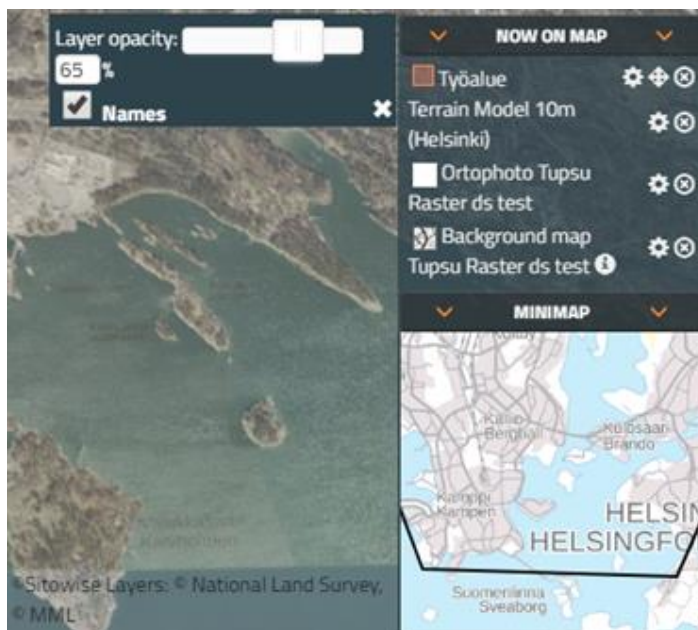 Layer opacity:
65 %
Names
NOW ON MAP
Työalue
Terrain Model 10m
(Helsinki)
Ortophoto Tupsu
Raster ds test
Background map
Tupsu Raster ds test
MINIMAP
Kallio
Berghäll
Kulosaari
Brändö
Kamppi
Kampen
HELSIN
HELSINGFO
Suomenlinna
Sveaborg
©Sitowise Layers: © National Land Survey,
© MML